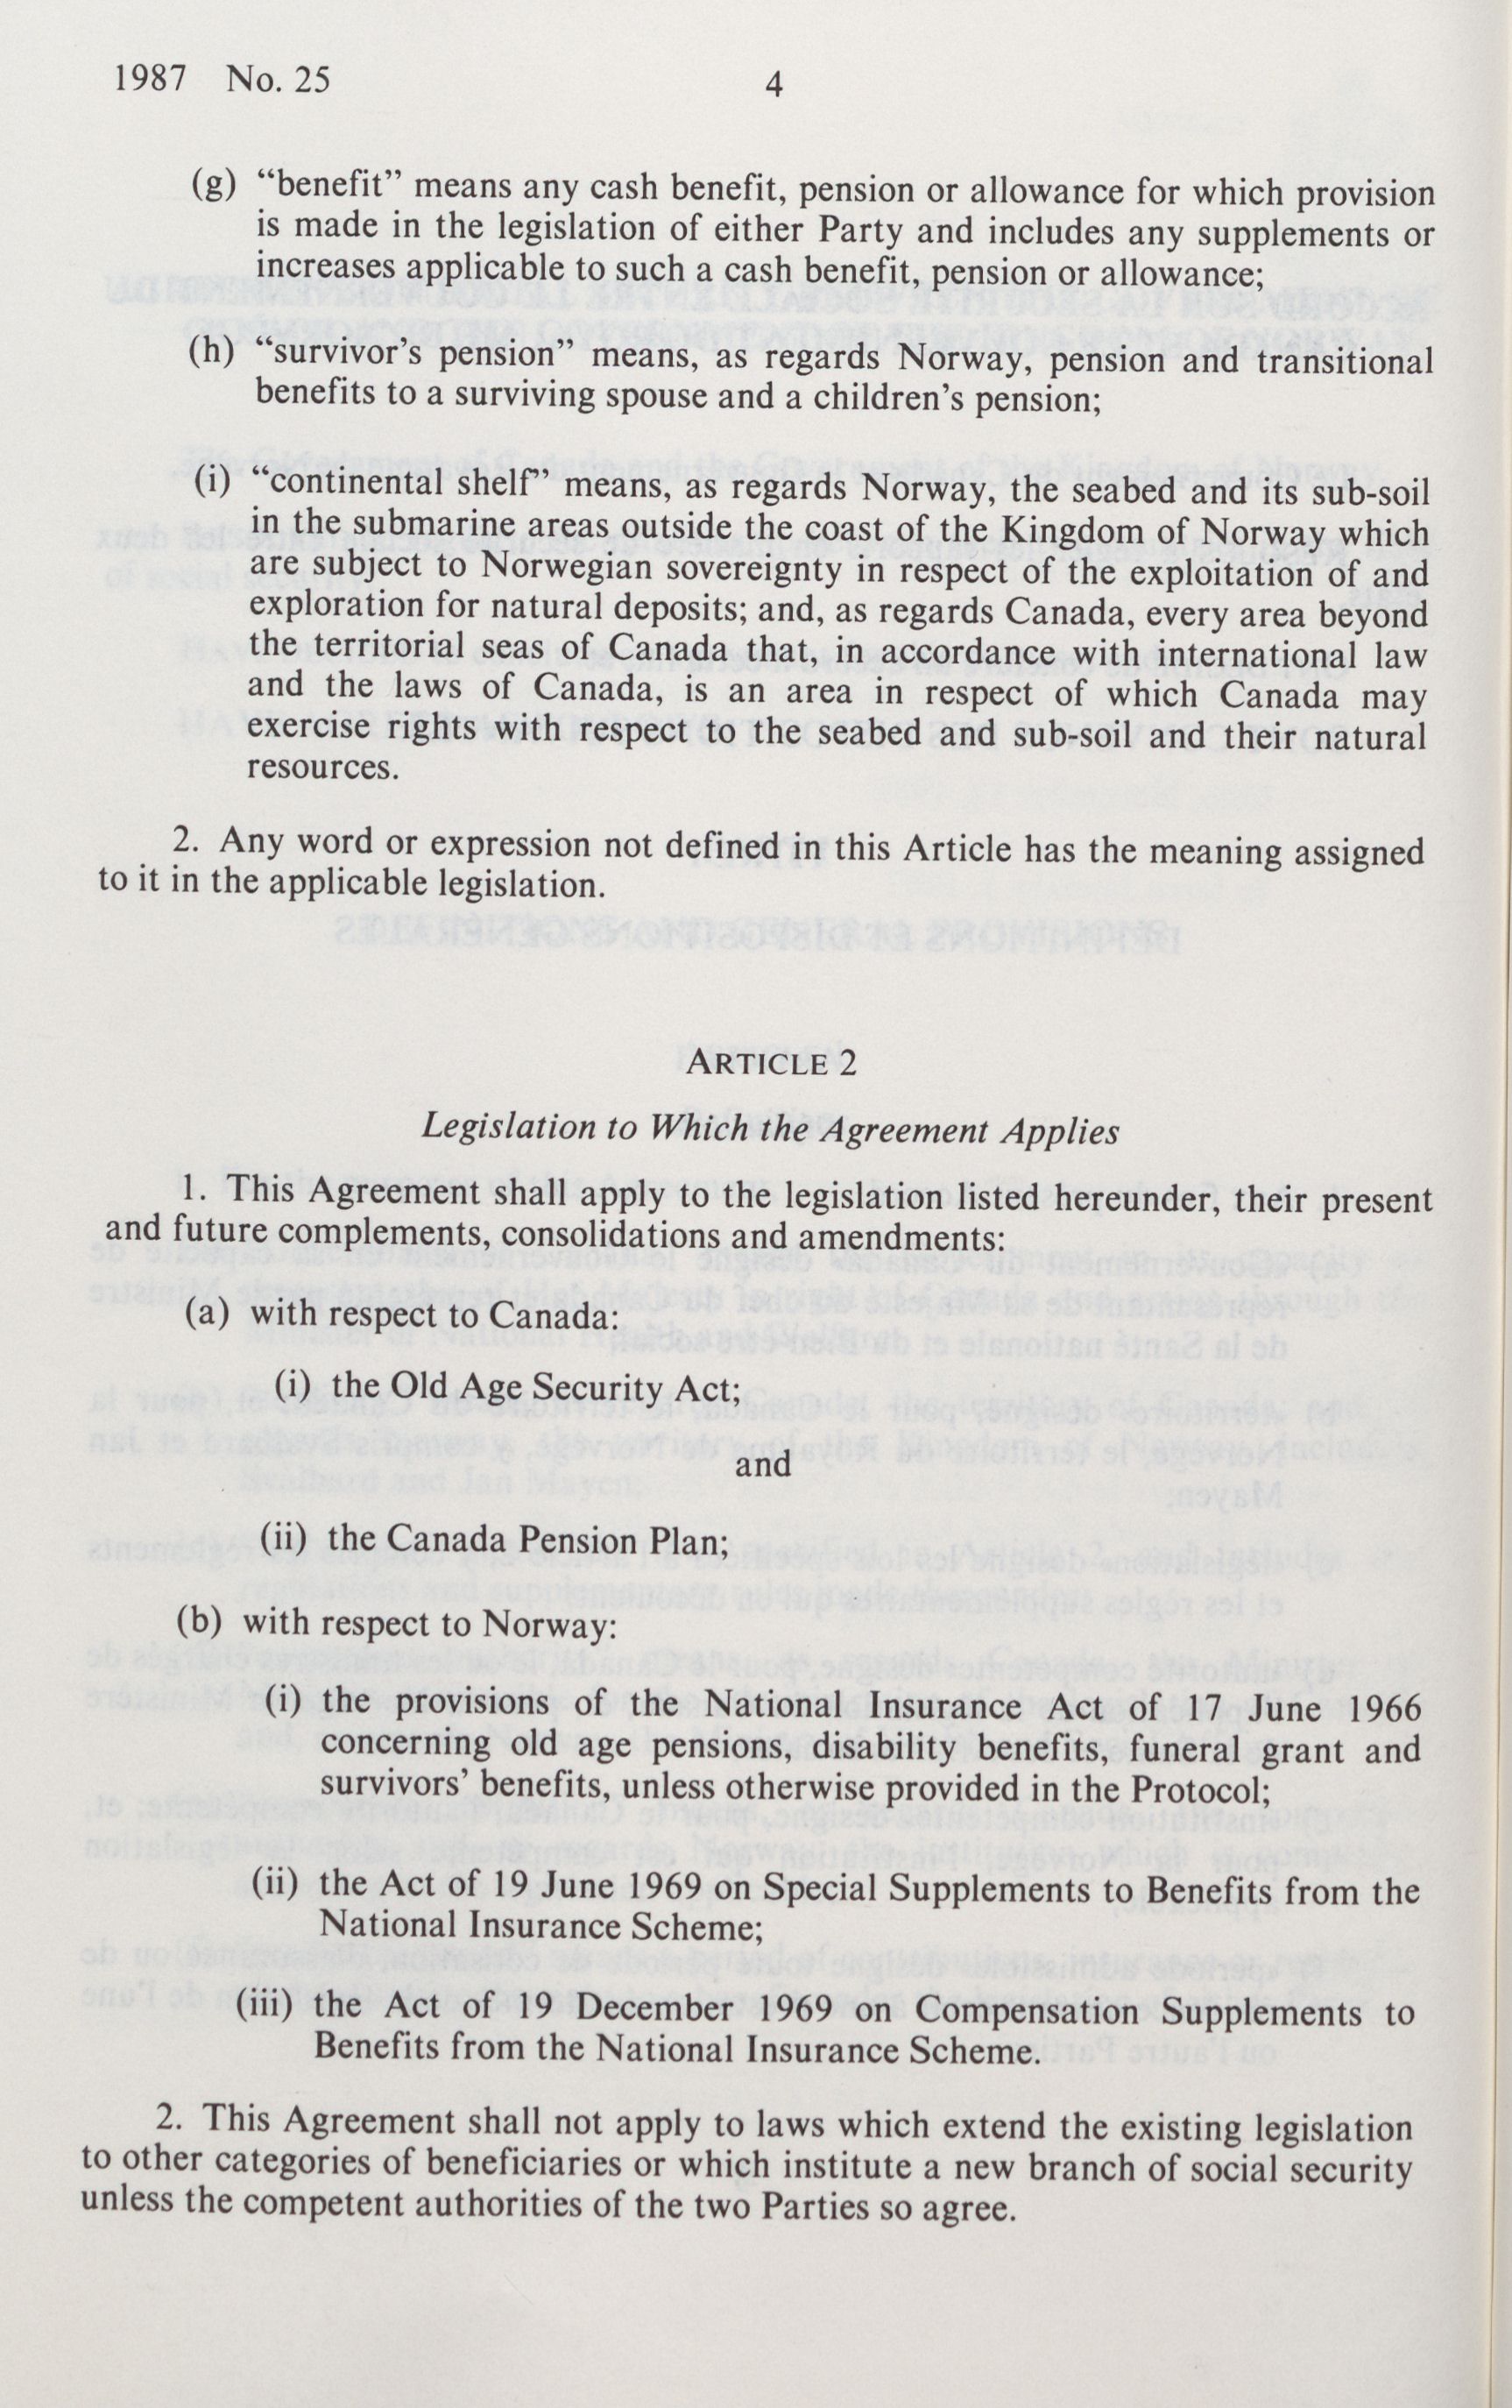 1987 No. 25
4
(g) “benefit” means any cash benefit, pension or allowance for which provision
is made in the legislation of either Party and includes any supplements or
increases applicable to such a cash benefit, pension or allowance;
(h) “survivor’s pension” means, as regards Norway, pension and transitional
benefits to a surviving spouse and a children’s pension;
(i) “continental shelf” means, as regards Norway, the seabed and its sub-soil
in the submarine areas outside the coast of the Kingdom of Norway which
are subject to Norwegian sovereignty in respect of the exploitation of and
exploration for natural deposits; and, as regards Canada, every area beyond
the territorial seas of Canada that, in accordance with international law
and the laws of Canada, is an area in respect of which Canada may
exercise rights with respect to the seabed and sub-soil and their natural
resources.
2. Any word or expression not defined in this Article has the meaning assigned
to it in the applicable legislation.
ARTICLE 2
Legislation to Which the Agreement Applies
1. This Agreement shall apply to the legislation listed hereunder, their present
and future complements, consolidations and amendments:
(a) with respect to Canada:
(i) the Old Age Security Act;
and
(ii) the Canada Pension Plan;
(b) with respect to Norway:
(i) the provisions of the National Insurance Act of 17 June 1966
concerning old age pensions, disability benefits, funeral grant and
survivors’ benefits, unless otherwise provided in the Protocol;
(ii) the Act of 19 June 1969 on Special Supplements to Benefits from the
National Insurance Scheme;
(iii) the Act of 19 December 1969 on Compensation Supplements to
Benefits from the National Insurance Scheme.
2. This Agreement shall not apply to laws which extend the existing legislation
to other categories of beneficiaries or which institute a new branch of social security
unless the competent authorities of the two Parties so agree.